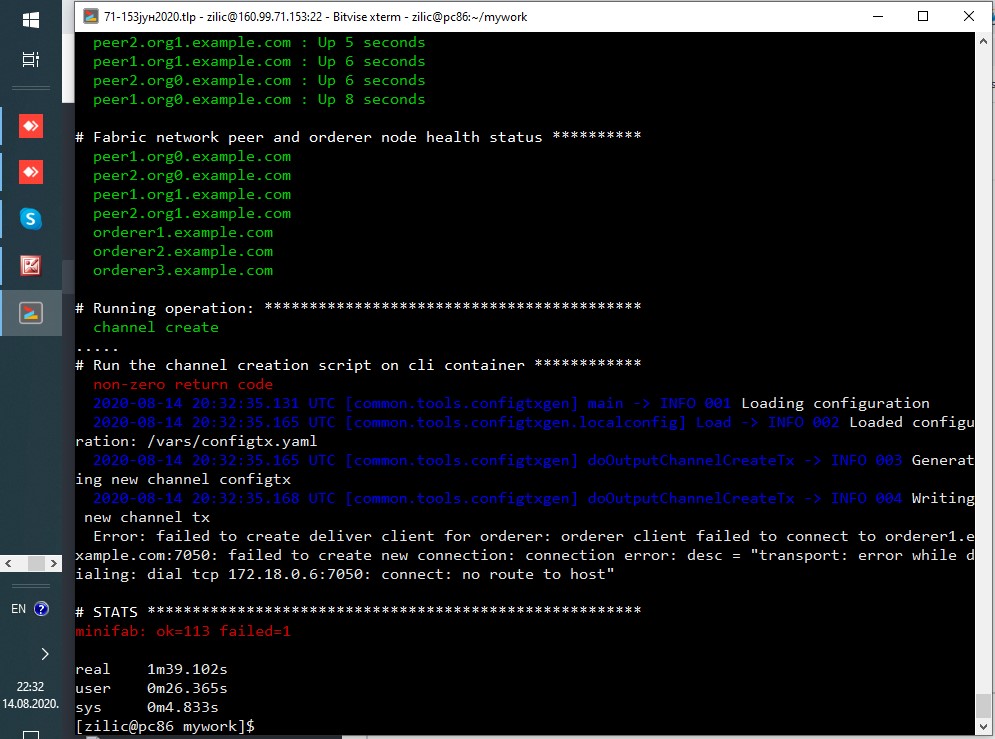 71-153јун2020.tlp - zilic@160.99.71.153:22 - Bitvise xterm - zilic@pc86:~/mywork
peer2.org1.example.com : Up 5 seconds
peer1.org1.example.com : Up 6 seconds
peer2.org0.example.com : Up 6 seconds
peer1.org0.example.com : Up 8 seconds
# Fabric network peer and orderer node health status **********
peer1.org0.example.com
peer2.org0.example.com
peer1.org1.example.com
peer2.org1.example.com
orderer1.example.com
orderer2.example.com
orderer3.example.com
# Running operation: ******************************************
channel create
.....
# Run the channel creation script on cli container ************
non-zero return code
2020-08-14 20:32:35.131 UTC [common.tools.configtxgen] main -> INFO 001 Loading configuration
2020-08-14 20:32:35.165 UTC [common.tools.configtxgen.localconfig] Load -> INFO 002 Loaded configu
ration: /vars/configtx.yaml
2020-08-14 20:32:35.165 UTC [common.tools.configtxgen] doOutputChannelCreateTx -> INFO 003 Generat
ing new channel configtx
2020-08-14 20:32:35.168 UTC [common.tools.configtxgen] doOutputChannelCreateTx -> INFO 004 Writing
new channel tx
Error: failed to create deliver client for orderer: orderer client failed to connect to orderer1.e
xample.com:7050: failed to create new connection: connection error: desc = "transport: error while d
ialing: dial tcp 172.18.0.6:7050: connect: no route to host"
# STATS *******************************************************
minifab: ok=113 failed=1
real 1m39.102s
user 0m26.365s
sys 0m4.833s
[zilic@pc86 mywork]$
S
EN ?
22:32
14.08.2020.